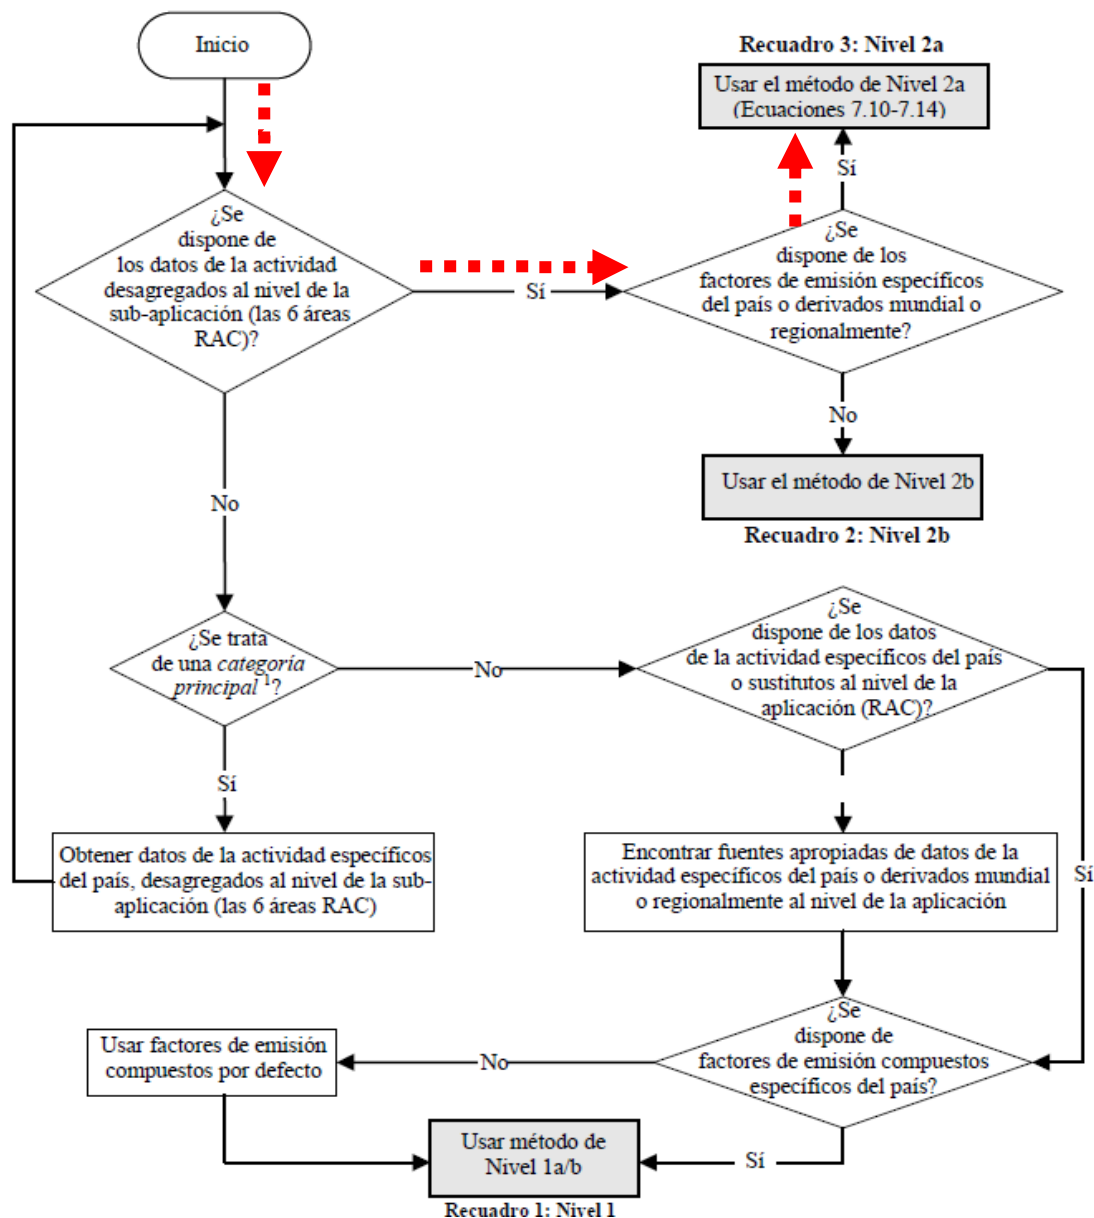 Inicio
Recuadro 3: Nivel 2a
Usar el método de Nivel 2a
(Ecuaciones 7.10-7.14)
Sí
¿Se
dispone de
los datos de la actividad
desagregados al nivel de la
sub-aplicación (las 6 áreas
RAC)?
Sí
¿Se
dispone de los
factores de emisión específicos
del país o derivados mundial o
regionalmente?
No
Usar el método de Nivel 2b
Recuadro 2: Nivel 2b
No
¿Se trata
de una categoría
principal 1?
No
¿Se
dispone de los datos
de la actividad específicos del país
o sustitutos al nivel de la
aplicación (RAC)?
Sí
Obtener datos de la actividad específicos
del país, desagregados al nivel de la sub-
aplicación (las 6 áreas RAC)
Encontrar fuentes apropiadas de datos de la
actividad específicos del país o derivados mundial
o regionalmente al nivel de la aplicación
Sí
¿Se
dispone de
factores de emisión compuestos
específicos del país?
No
Usar factores de emisión
compuestos por defecto
Sí
Usar método de
Nivel 1a/b
Recuadro 1: Nivel 1